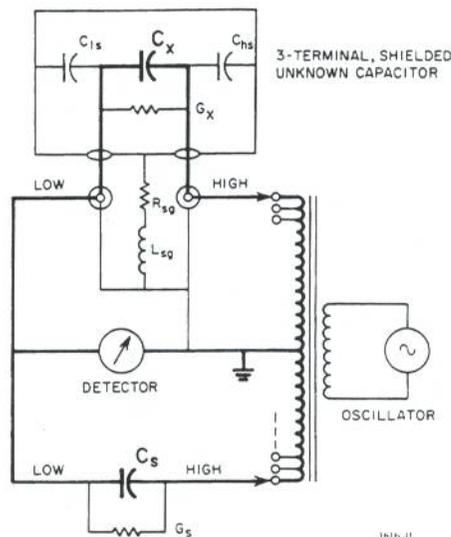 C1s
Cx
Chs
3-TERMINAL, SHIELDED
UNKNOWN CAPACITOR
Gx
LOW
HIGH
Rsg
Lsg
DETECTOR
OSCILLATOR
LOW
Cs
HIGH
Gs